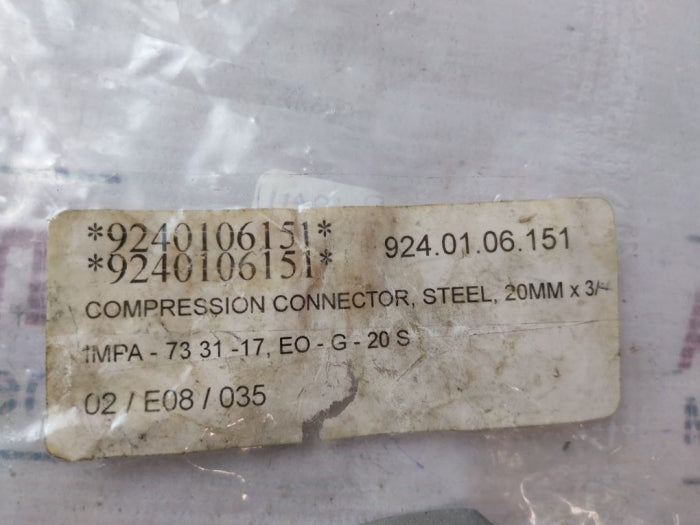 *9240106151*
*9240106151*
924.01.06.151
COMPRESSION CONNECTOR, STEEL, 20MM x 3/4
IMPA - 73 31 -17, EO - G - 20 S
02 / E08 / 035